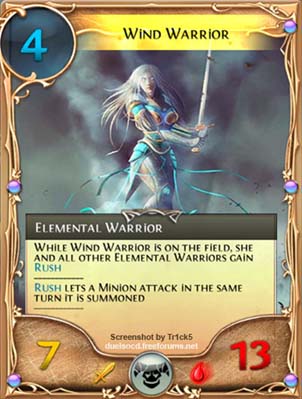 4
Wind Warrior
Elemental Warrior
While Wind Warrior is on the field, she
and all other Elemental Warriors gain
Rush
Rush lets a Minion attack in the same
turn it is summoned
Screenshot by Tr1ck5
duelsocd.freeforums.net
7
13